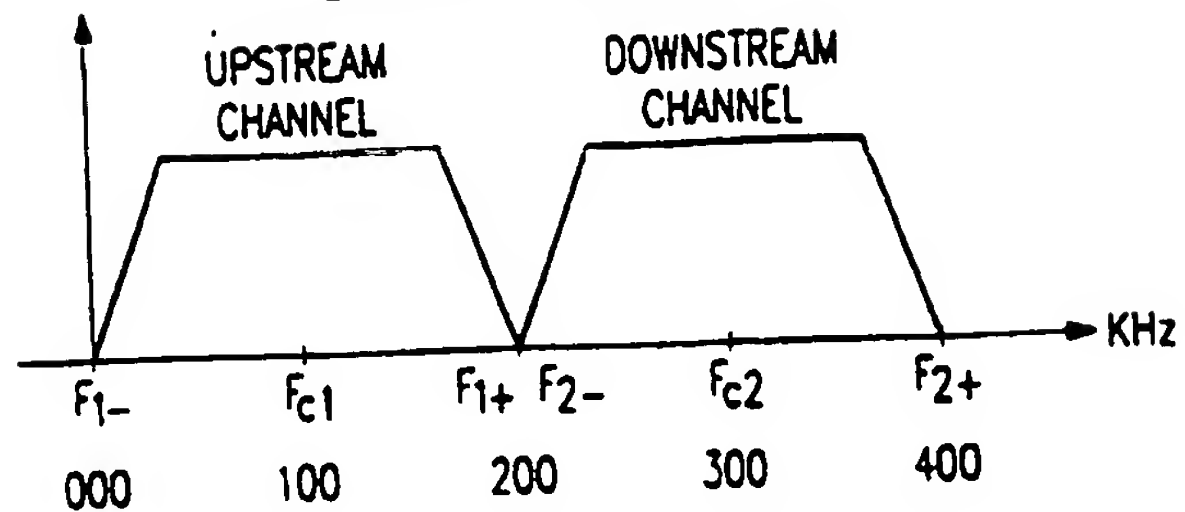 UPSTREAM
CHANNEL
DOWNSTREAM
CHANNEL
KHz
F1- Fc1 F1+ F2- Fc2 F2+
000 100 200 300 400